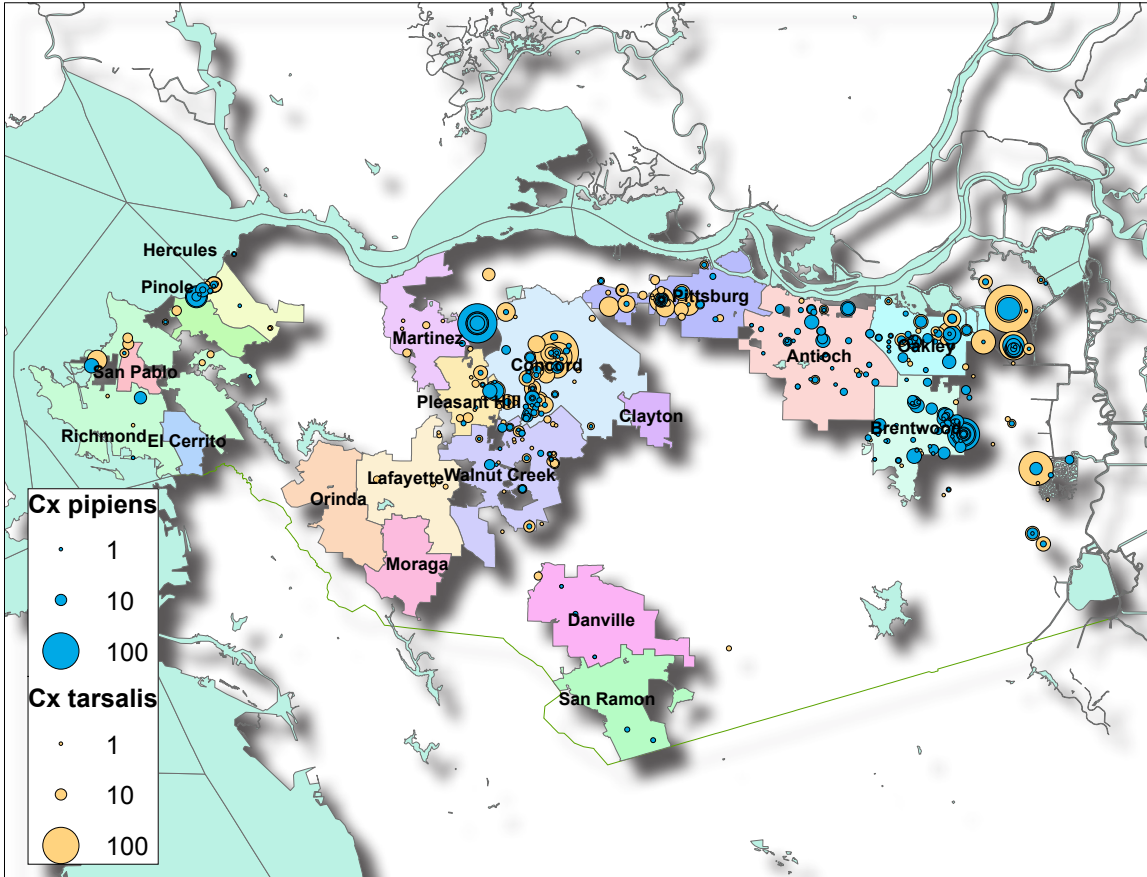 Hercules
Pinole
San Pablo
Richmond
El Cerrito
Martinez
Concord
Pleasant Hill
Clayton
Pittsburg
Antioch
Oakley
Brentwood
Walnut Creek
Lafayette
Orinda
Moraga
Danville
San Ramon
Cx pipiens
1
10
100
Cx tarsalis
1
10
100